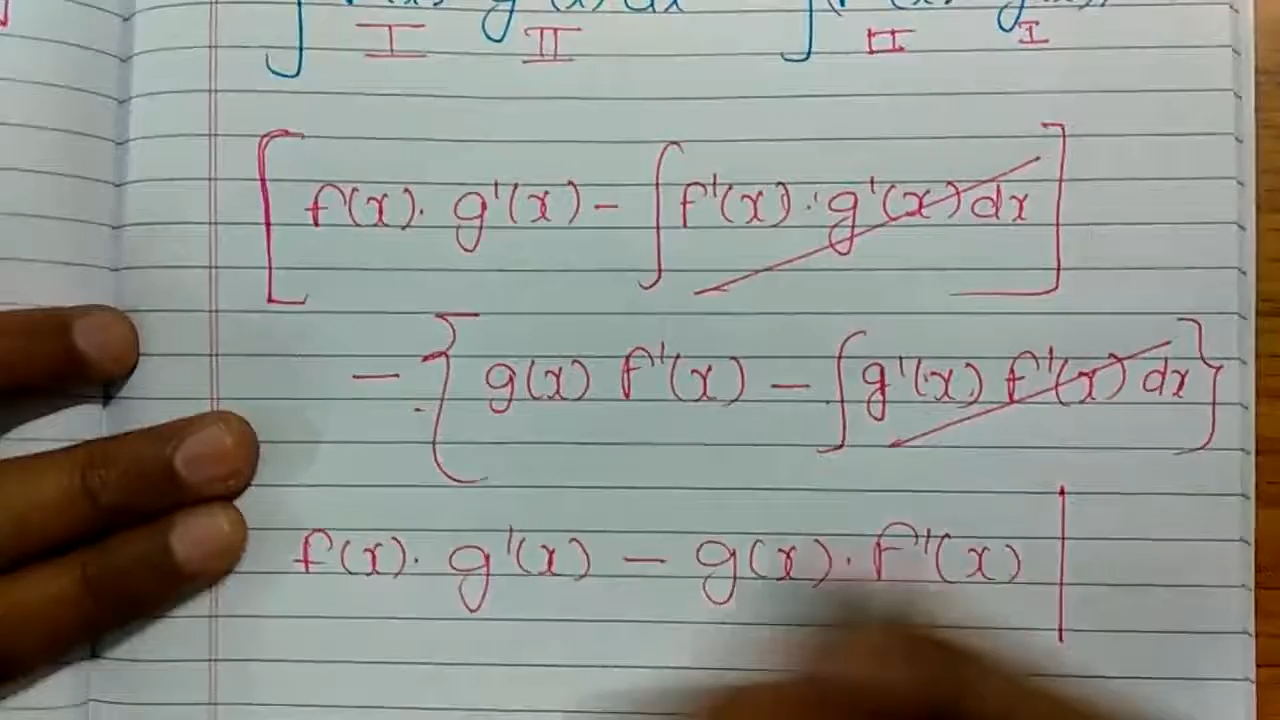 I II II I
[ f(x). g'(x) - ∫ f'(x). g'(x) dx ]
- { g(x) f'(x) - ∫ g'(x) f'(x) dx }
f(x). g'(x) - g(x). f'(x) |